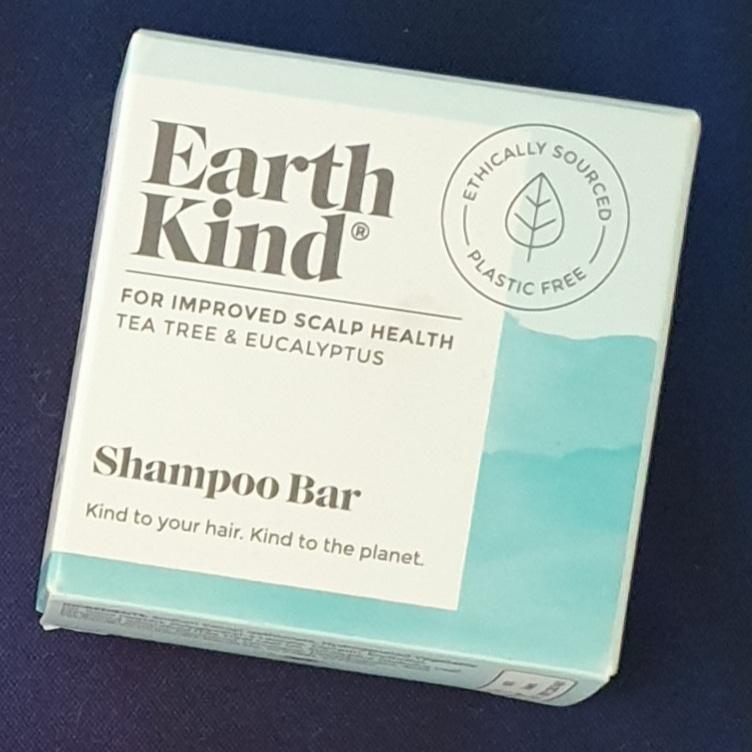 Earth
Kind®
FOR IMPROVED SCALP HEALTH
TEA TREE & EUCALYPTUS
ETHICALLY SOURCED
PLASTIC FREE
Shampoo Bar
Kind to your hair. Kind to the planet.